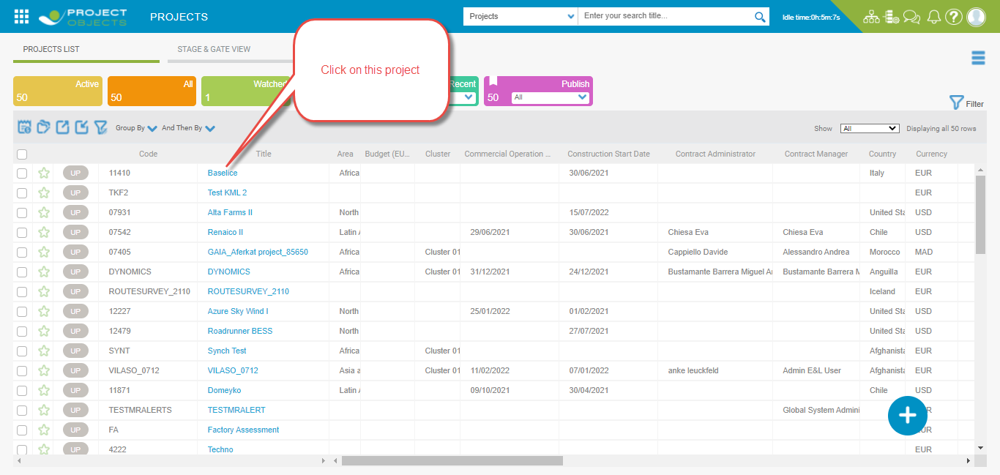 PROJECT
OBJECTS
PROJECTS
Projects
Enter your search title...
Idle time:0h:5m:7s
PROJECTS LIST
STAGE & GATE VIEW
Click on this project
Active
50
All
50
Watched
1
Recent
Publish
50
All
Filter
Group By
And Then By
Show
All
Displaying all 50 rows
Code Title Area Budget (EU... Cluster Commercial Operation ... Construction Start Date Contract Administrator Contract Manager Country Currency
UP 11410 Baselice Africa 30/06/2021 Italy EUR
UP TKF2 Test KML 2 EUR
UP 07931 Alta Farms II North 15/07/2022 United Sta USD
UP 07542 Renaico II Latin 29/06/2021 30/06/2021 Chiesa Eva Chiesa Eva Chile USD
UP 07405 GAIA_Aferkat project_85650 Africa Cluster 01 Cappiello Davide Alessandro Andrea Morocco MAD
UP DYNOMICS DYNOMICS Africa Cluster 01 31/12/2021 24/12/2021 Bustamante Barrera Miguel Bustamante Barrera Anguilla EUR
UP ROUTESURVEY_2110 ROUTESURVEY_2110 Iceland EUR
UP 12227 Azure Sky Wind I North 25/01/2022 01/02/2021 United Sta USD
UP 12479 Roadrunner BESS North 27/07/2021 United Sta USD
UP SYNT Synch Test Africa Cluster 01 Afghanista EUR
UP VILASO_0712 VILASO_0712 Asia a Cluster 01 11/02/2022 07/01/2022 anke leuckfeld Admin E&L User Afghanista EUR
UP 11871 Domeyko Latin 09/10/2021 30/04/2021 Chile USD
UP TESTMRALERTS TESTMRALERT Global System Admini
UP FA Factory Assessment
UP 4222 Techno EUR